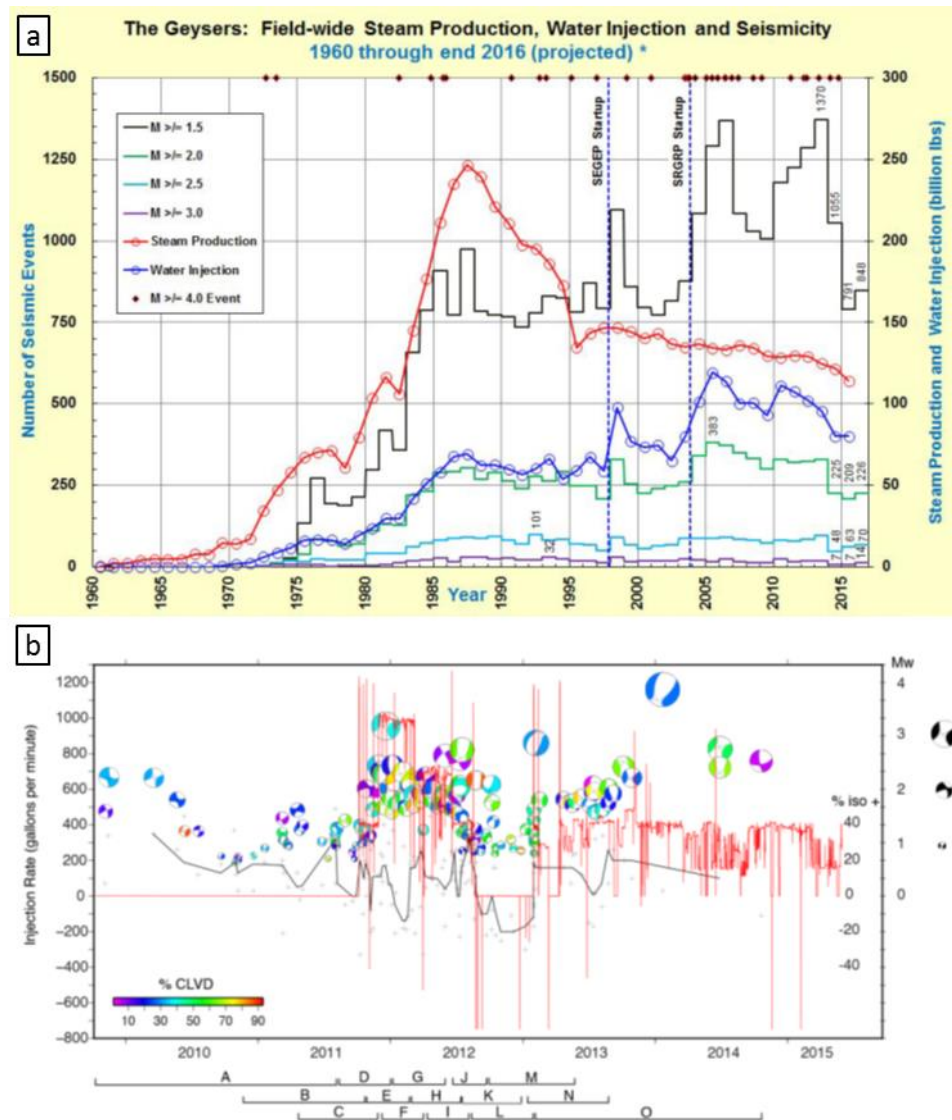 a
The Geysers: Field-wide Steam Production, Water Injection and Seismicity
1960 through end 2016 (projected) *
1500
1250
1000
750
500
250
0
Number of Seismic Events
M >/= 1.5
M >/= 2.0
M >/= 2.5
M >/= 3.0
Steam Production
Water Injection
M >/= 4.0 Event
SEGEP Startup
SRGRP Startup
101
32
383
1370
1055
791
848
225
209
226
48
63
70
7
7
14
300
250
200
150
100
50
0
Steam Production and Water Injection (billion lbs)
1960
1965
1970
1975
1980
1985
1990
1995
2000
2005
2010
2015
Year
b
Injection Rate (gallons per minute)
1200
1000
800
600
400
200
0
−200
−400
−600
−800
% CLVD
10 30 50 70 90
Mw
4
3
2
1
0
% iso +
40
20
0
-20
-40
2010 2011 2012 2013 2014 2015
A D G J M
B E H K N
C F I L O